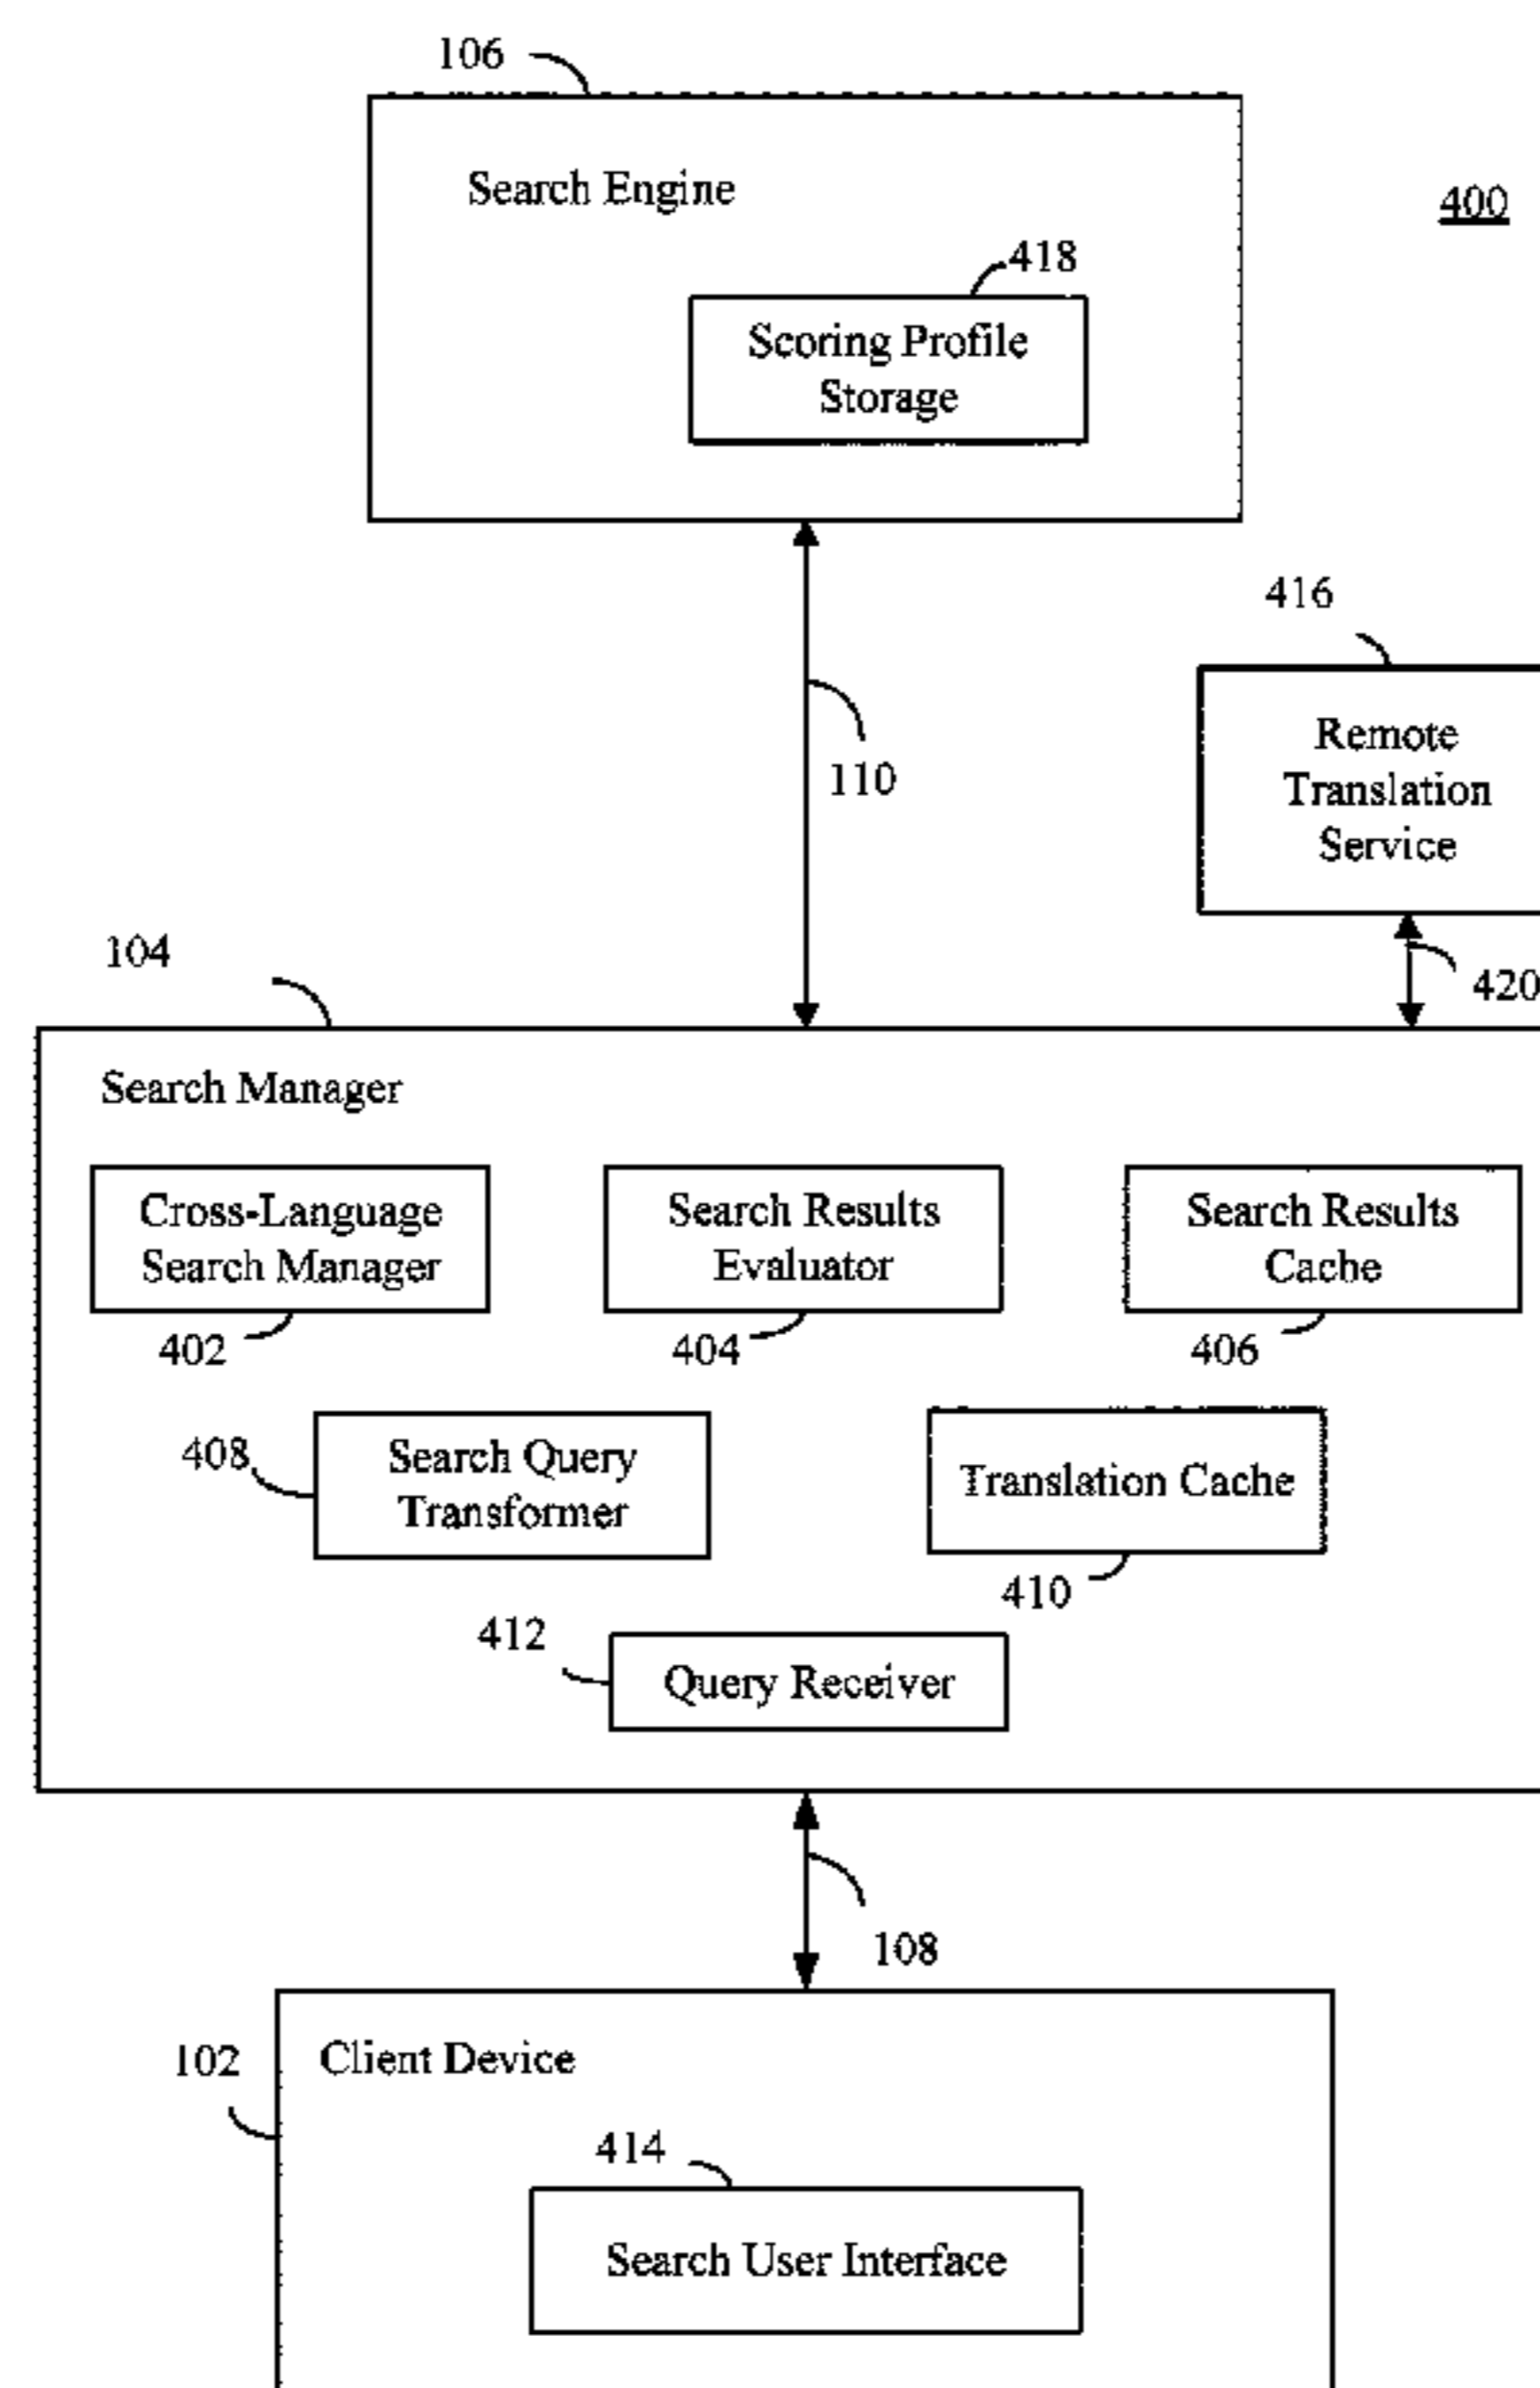 106
Search Engine
400
418
Scoring Profile
Storage
416
Remote
Translation
Service
110
104
420
Search Manager
Cross-Language
Search Manager
Search Results
Evaluator
Search Results
Cache
402
404
406
408
Search Query
Transformer
Translation Cache
410
412
Query Receiver
108
102
Client Device
414
Search User Interface